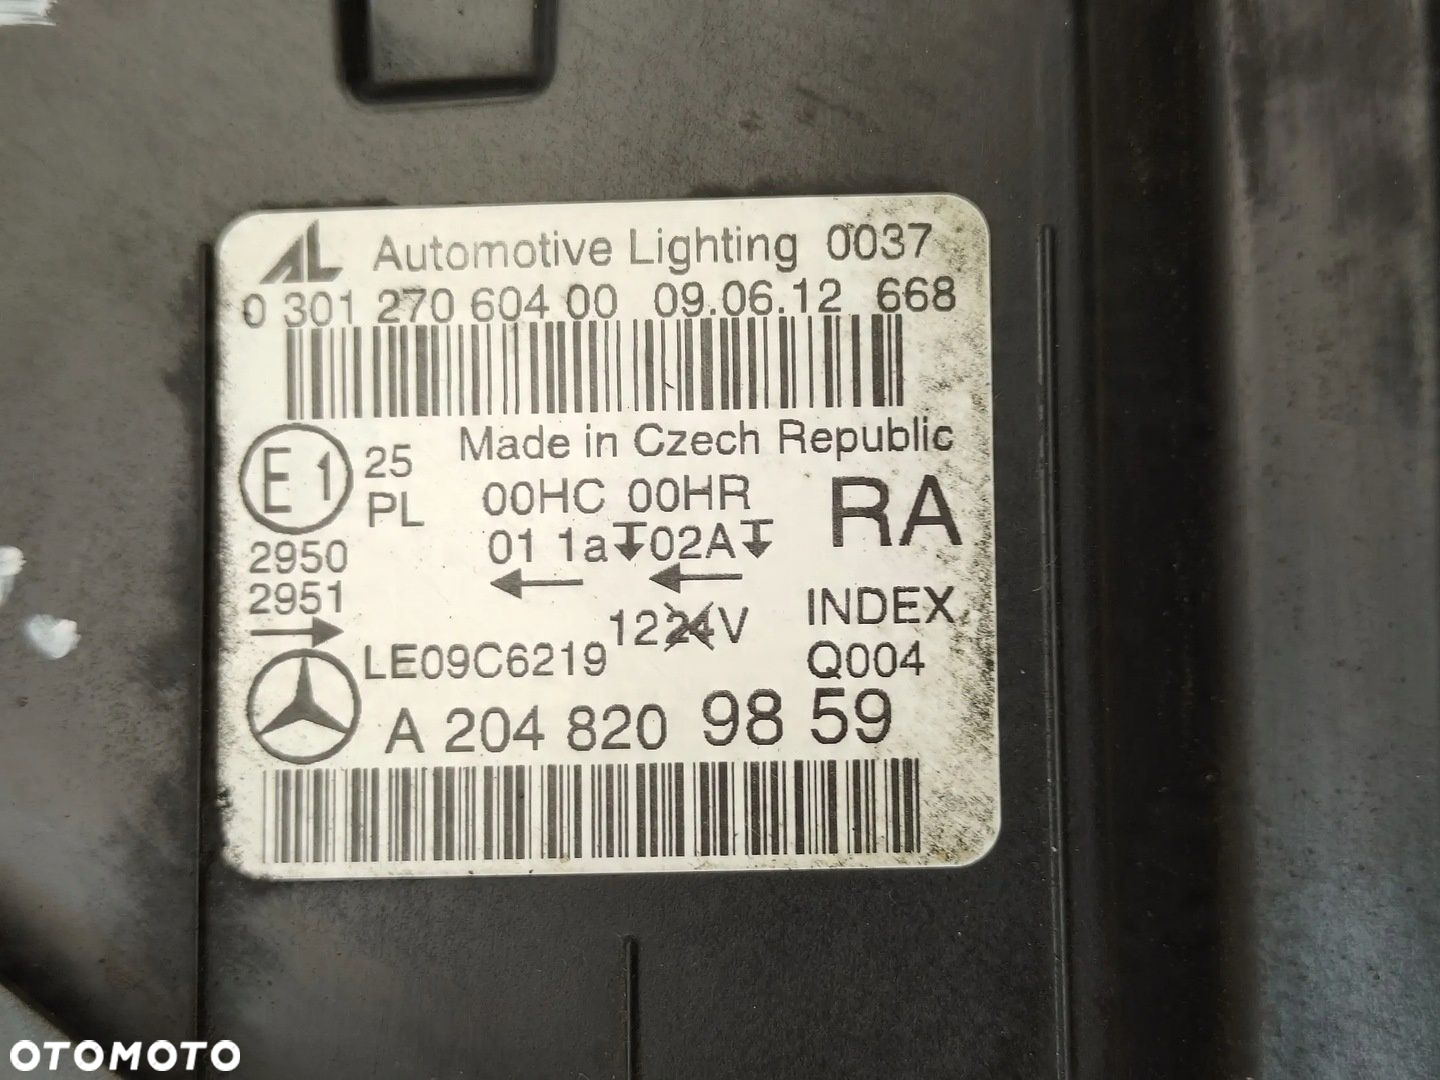 AL Automotive Lighting 0037
0 301 270 604 00 09.06.12 668
Made in Czech Republic
E1 25 PL
00HC 00HR
RA
01 1a 02A
2950
2951
12 24 V
INDEX
LE09C6219
Q004
A 204 820 98 59
OTOMOTO